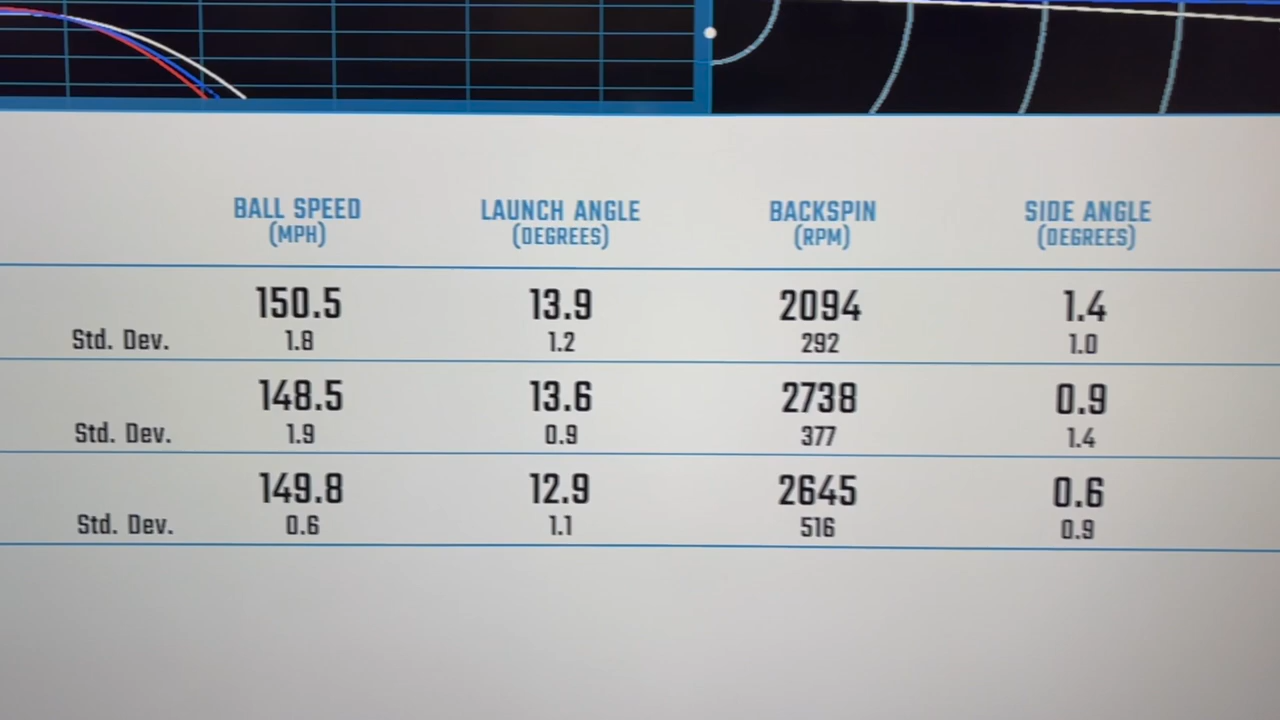 BALL SPEED LAUNCH ANGLE BACKSPIN SIDE ANGLE
(MPH) (DEGREES) (RPM) (DEGREES)
150.5 13.9 2094 1.4
Std. Dev. 1.8 1.2 292 1.0
148.5 13.6 2738 0.9
Std. Dev. 1.9 0.9 377 1.4
149.8 12.9 2645 0.6
Std. Dev. 0.6 1.1 516 0.9